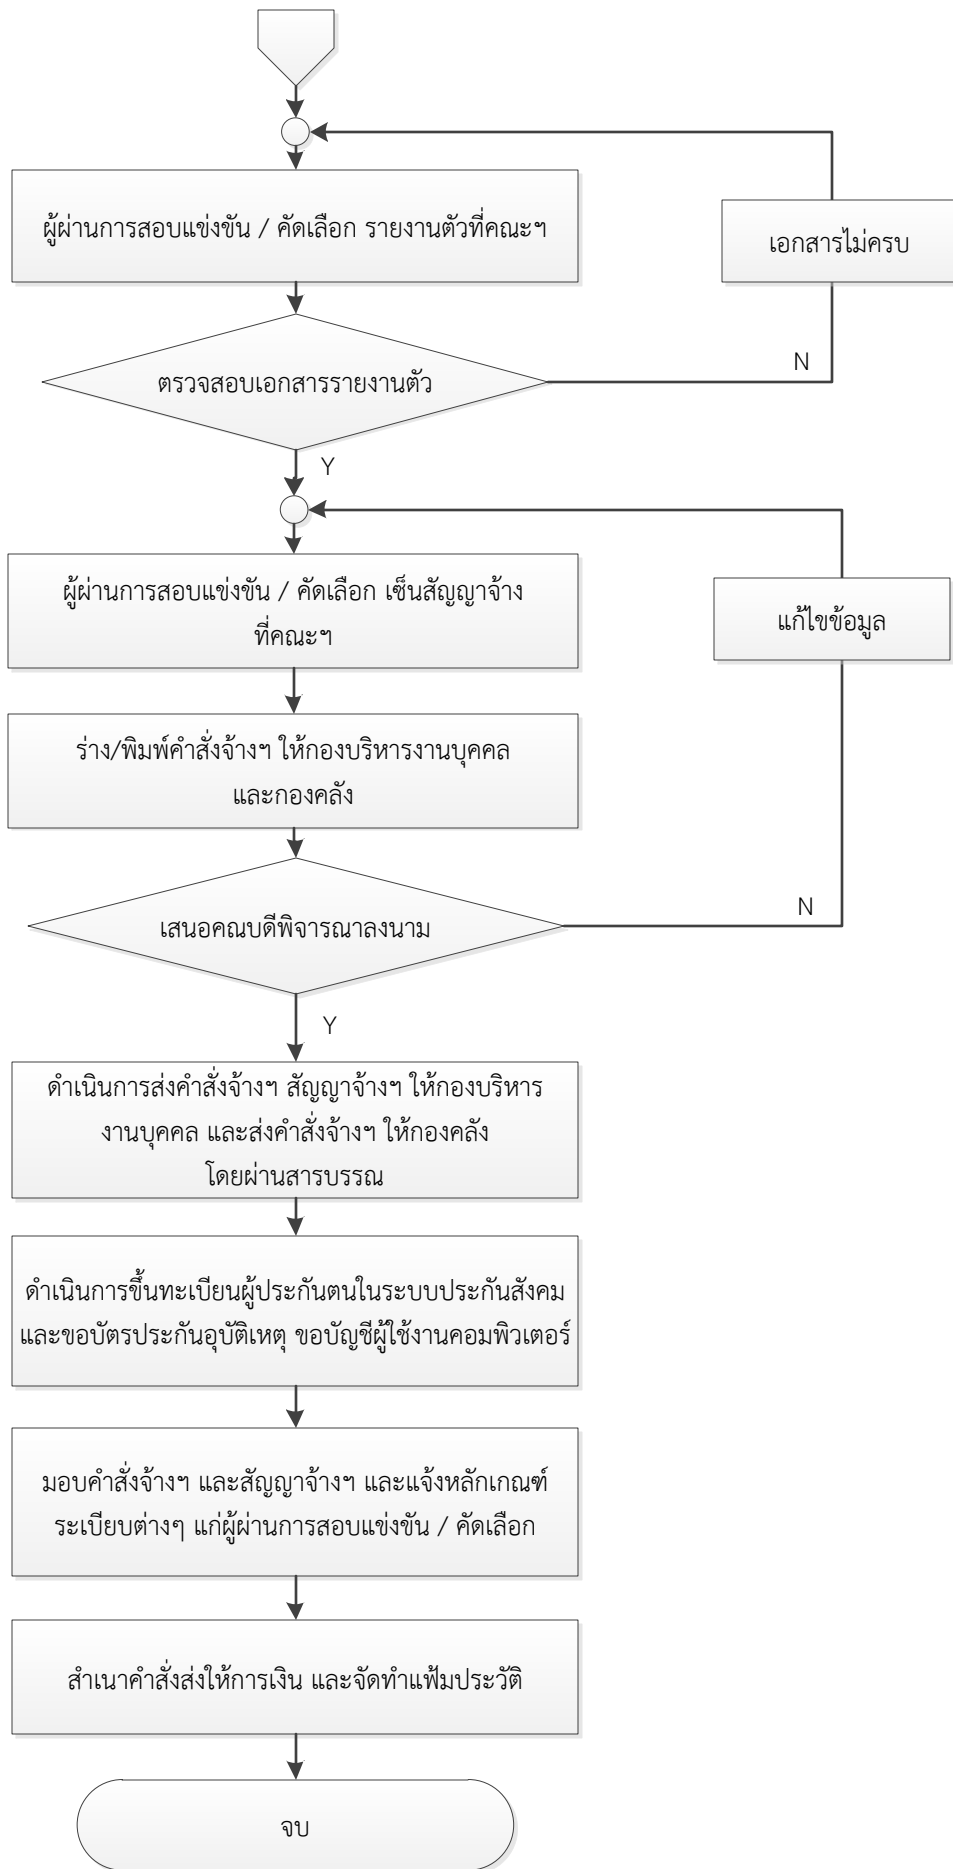 ผู้ผ่านการสอบแข่งขัน / คัดเลือก รายงานตัวที่คณะฯ
เอกสารไม่ครบ
ตรวจสอบเอกสารรายงานตัว
N
Y
ผู้ผ่านการสอบแข่งขัน / คัดเลือก เซ็นสัญญาจ้าง
ที่คณะฯ
แก้ไขข้อมูล
ร่าง/พิมพ์คำสั่งจ้างฯ ให้กองบริหารงานบุคคล
และกองคลัง
เสนอคณบดีพิจารณาลงนาม
N
Y
ดำเนินการส่งคำสั่งจ้างฯ สัญญาจ้างฯ ให้กองบริหาร
งานบุคคล และส่งคำสั่งจ้างฯ ให้กองคลัง
โดยผ่านสารบรรณ
ดำเนินการขึ้นทะเบียนผู้ประกันตนในระบบประกันสังคม
และขอบัตรประกันอุบัติเหตุ ขอบัญชีผู้ใช้งานคอมพิวเตอร์
มอบคำสั่งจ้างฯ และสัญญาจ้างฯ และแจ้งหลักเกณฑ์
ระเบียบต่างๆ แก่ผู้ผ่านการสอบแข่งขัน / คัดเลือก
สำเนาคำสั่งส่งให้การเงิน และจัดทำแฟ้มประวัติ
จบ